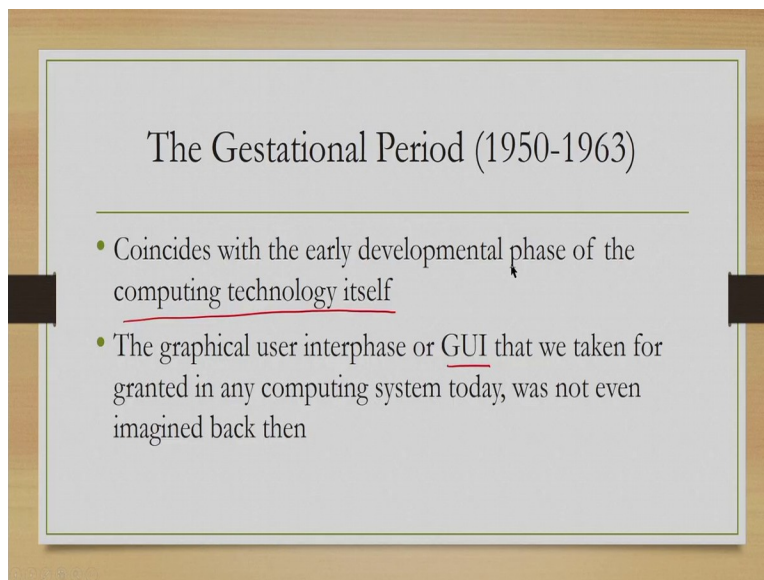 The Gestational Period (1950-1963)
• Coincides with the early developmental phase of the
computing technology itself
• The graphical user interphase or GUI that we taken for
granted in any computing system today, was not even
imagined back then